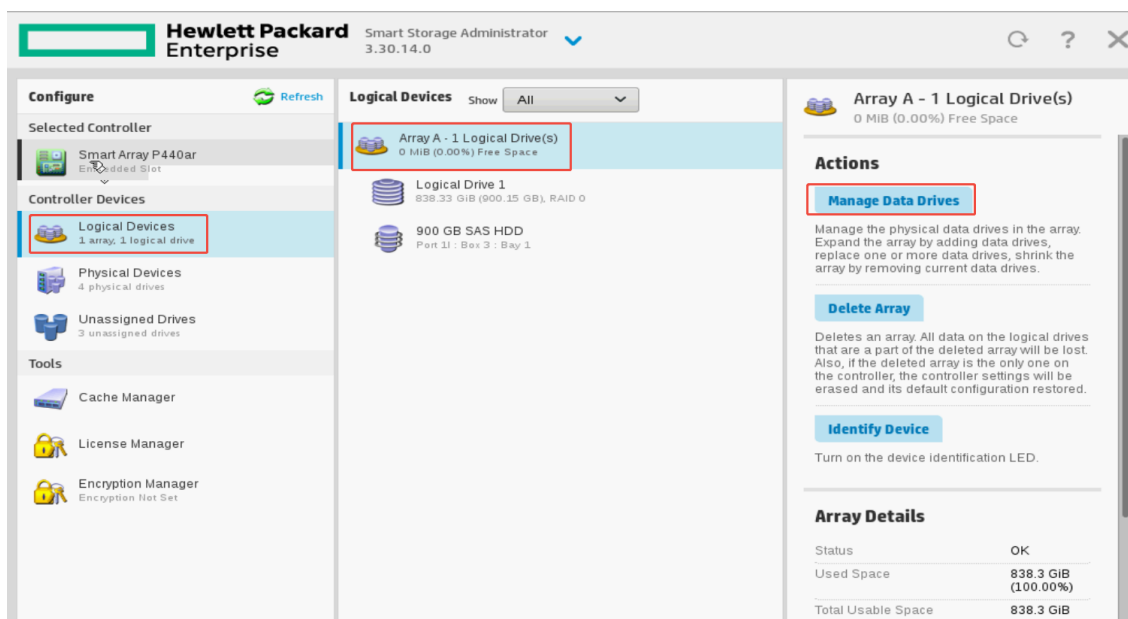 Hewlett Packard
Enterprise
Smart Storage Administrator
3.30.14.0
?
Configure
Refresh
Selected Controller
Smart Array P440ar
Embedded Slot
Controller Devices
Logical Devices
1 array, 1 logical drive
Physical Devices
4 physical drives
Unassigned Drives
3 unassigned drives
Tools
Cache Manager
License Manager
Encryption Manager
Encryption Not Set
Logical Devices Show All
Array A - 1 Logical Drive(s)
0 MiB (0.00%) Free Space
Logical Drive 1
838.33 GiB (900.15 GB), RAID 0
900 GB SAS HDD
Port 1I : Box 3 : Bay 1
Array A - 1 Logical Drive(s)
0 MiB (0.00%) Free Space
Actions
Manage Data Drives
Manage the physical data drives in the array.
Expand the array by adding data drives,
replace one or more data drives, shrink the
array by removing current data drives.
Delete Array
Deletes an array. All data on the logical drives
that are a part of the deleted array will be lost.
Also, if the deleted array is the only one on
the controller, the controller settings will be
erased and its default configuration restored.
Identify Device
Turn on the device identification LED.
Array Details
Status OK
Used Space 838.3 GiB
(100.00%)
Total Usable Space 838.3 GiB